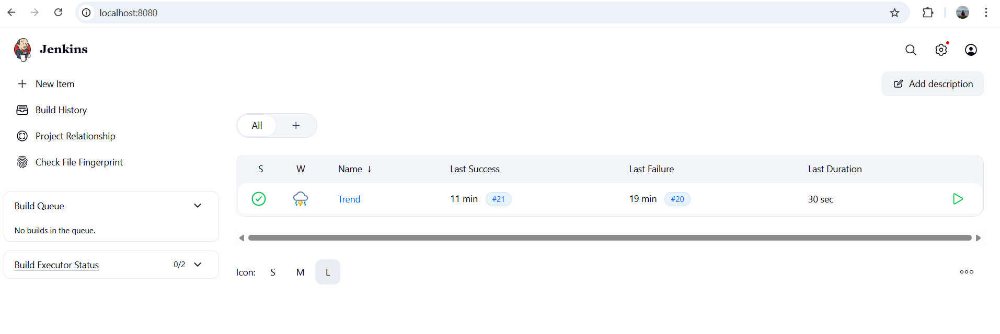 localhost:8080
Jenkins
New Item
Build History
Project Relationship
Check File Fingerprint
Build Queue
No builds in the queue.
Build Executor Status 0/2
Add description
All +
S W Name ↓ Last Success Last Failure Last Duration
Trend 11 min #21 19 min #20 30 sec
Icon: S M L